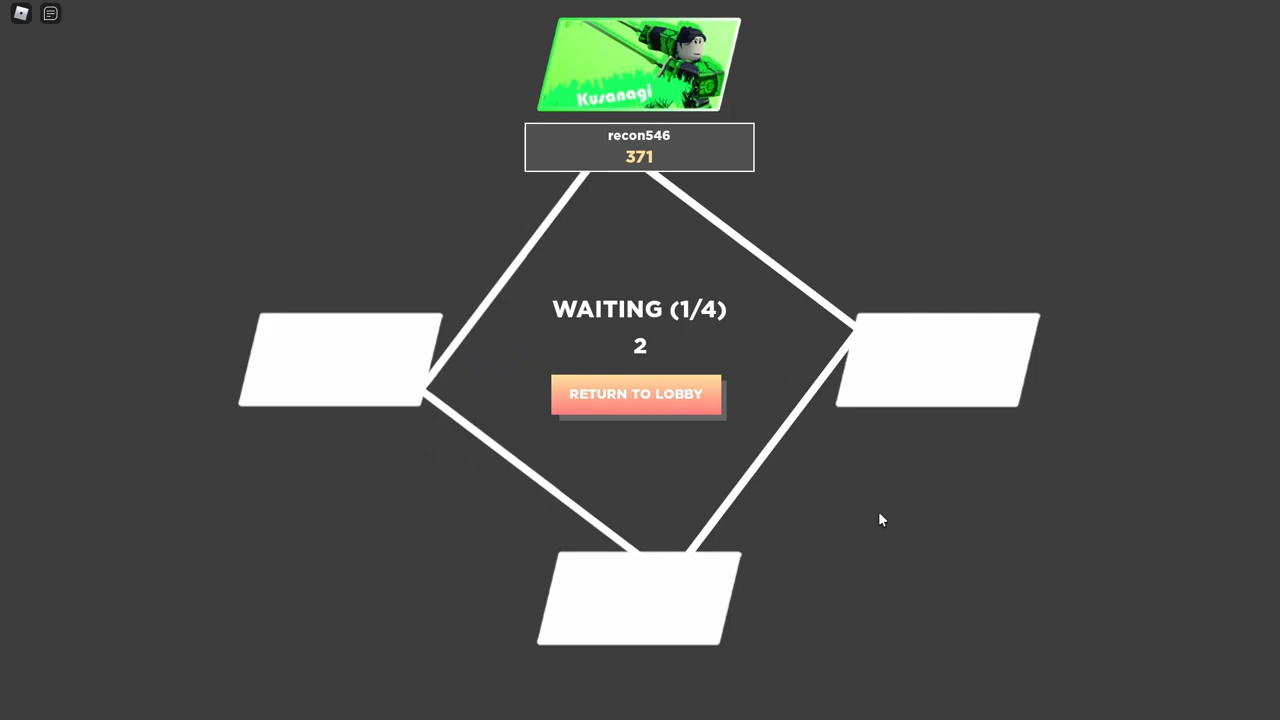 Kusanagi
recon546
371
WAITING (1/4)
2
RETURN TO LOBBY